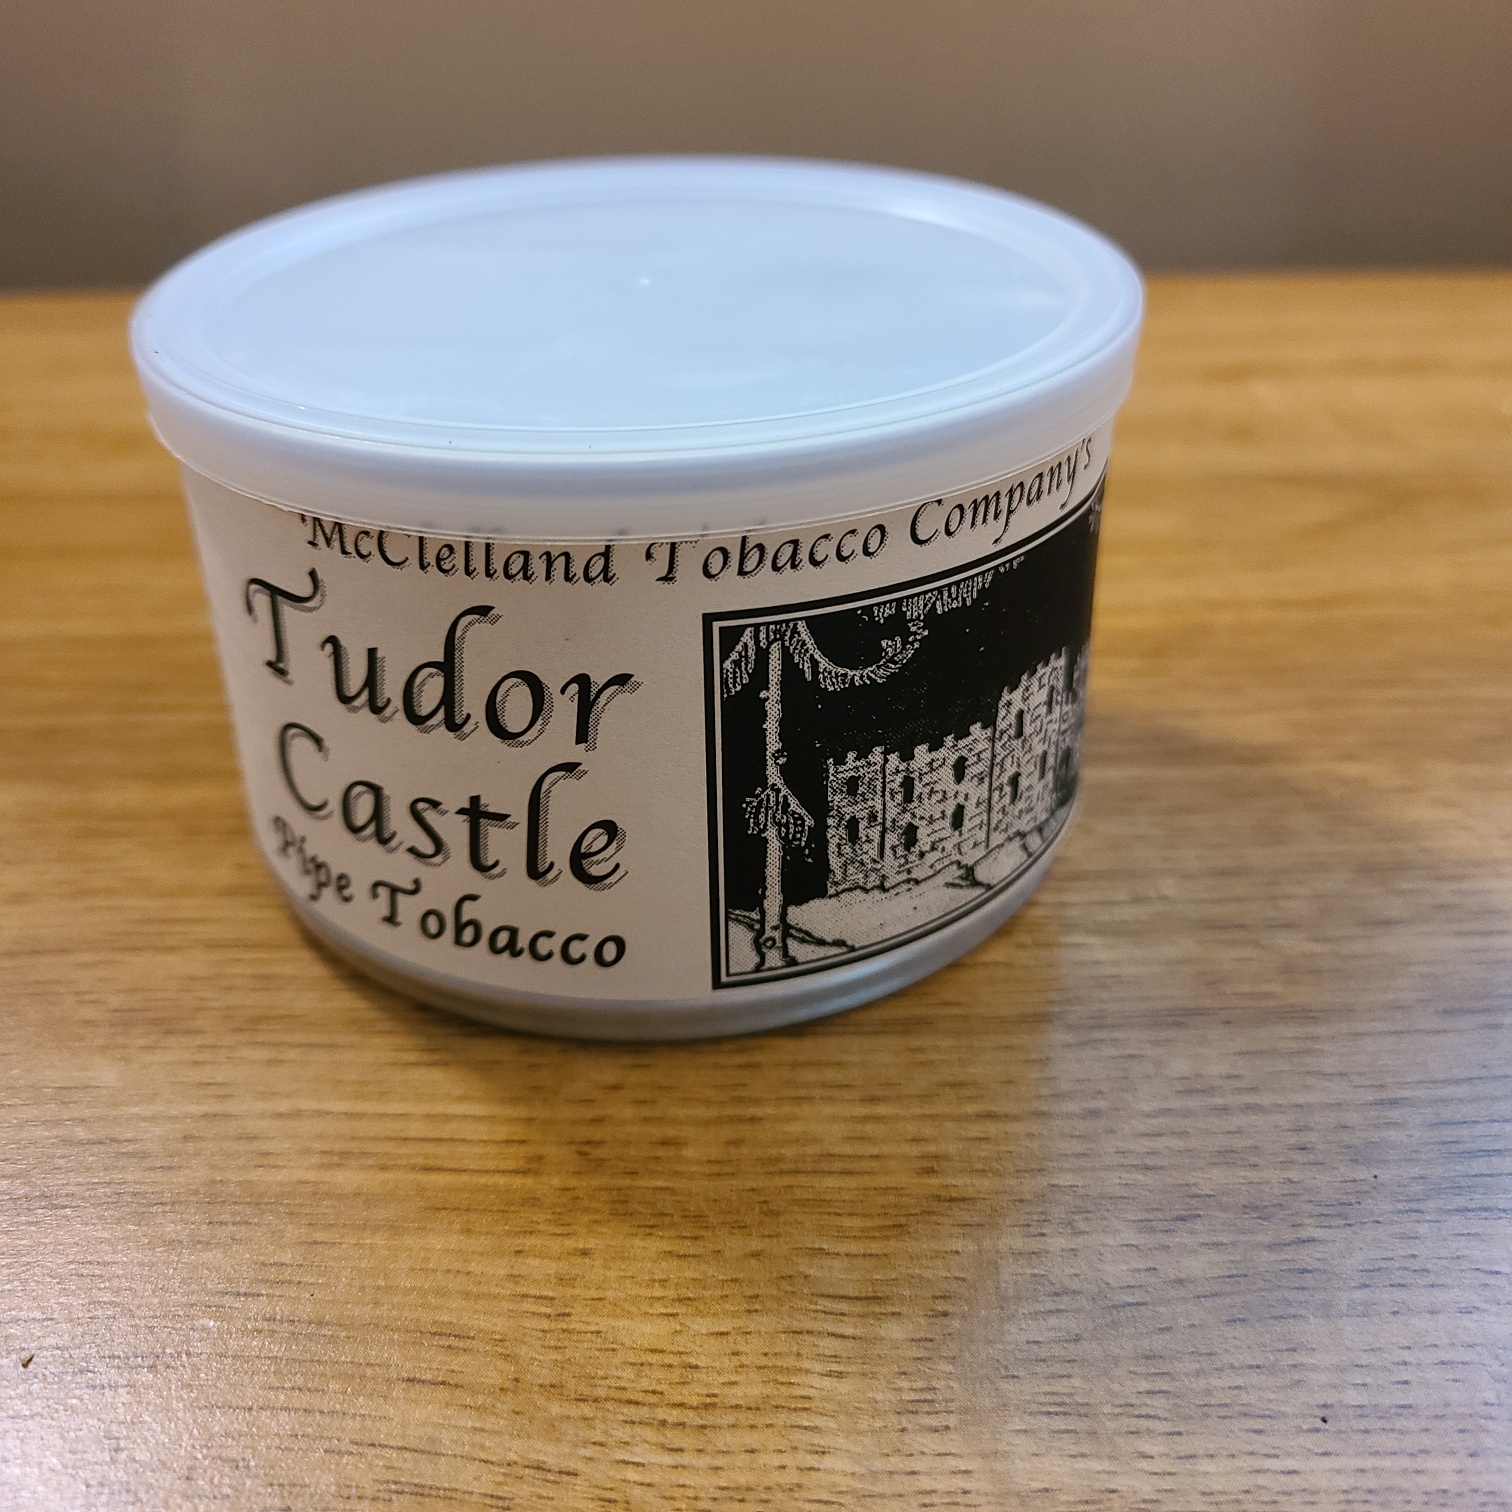 McClelland Tobacco Company's
Tudor
Castle
Pipe Tobacco